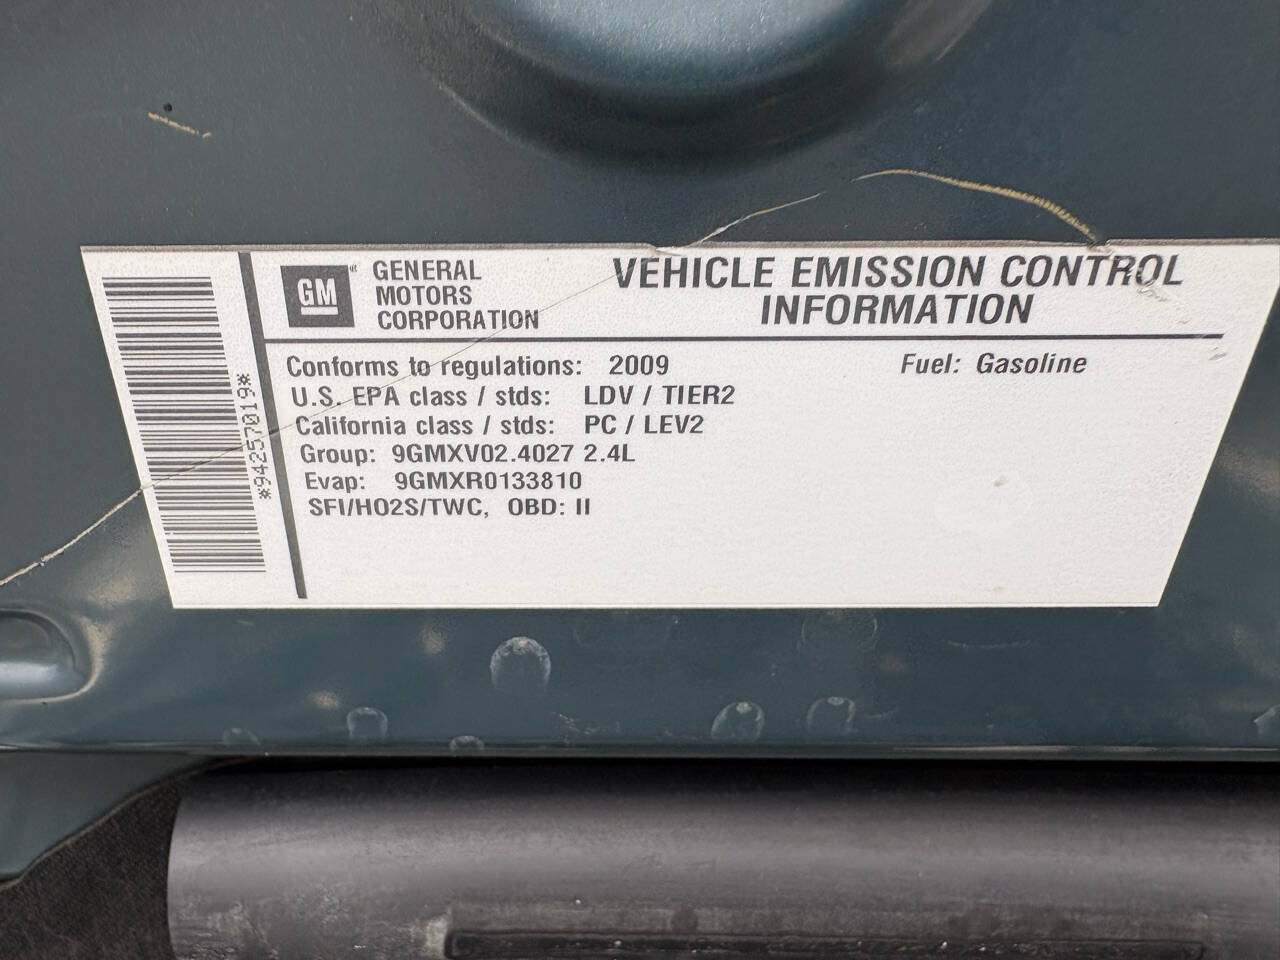 GM
GENERAL
MOTORS
CORPORATION
VEHICLE EMISSION CONTROL
INFORMATION
Conforms to regulations: 2009
Fuel: Gasoline
U.S. EPA class / stds: LDV / TIER2
California class / stds: PC / LEV2
Group: 9GMXV02.4027 2.4L
Evap: 9GMXR0133810
SFI/HO2S/TWC, OBD: II
*94257019*